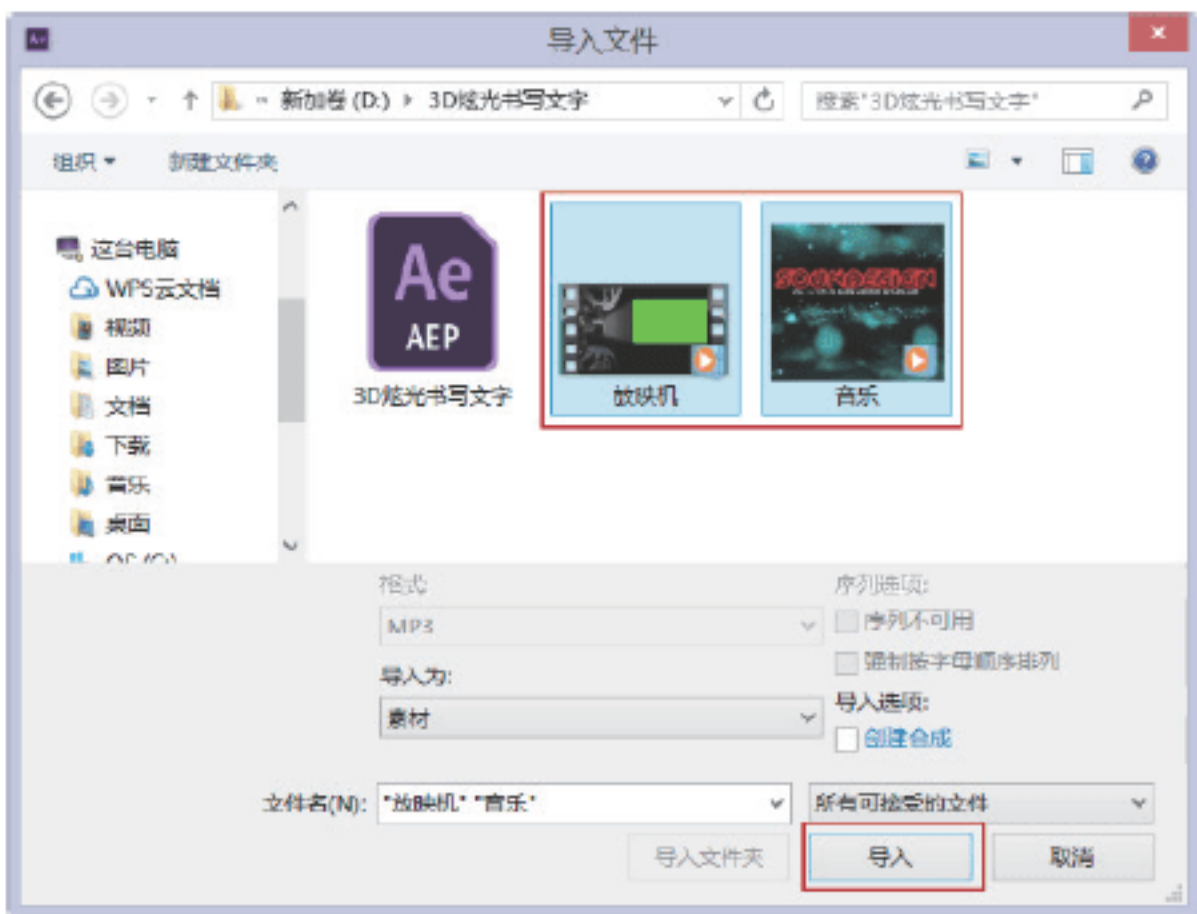 导入文件
新加卷 (D:) 3D炫光书写文字
搜索"3D炫光书写文字"
组织 新建文件夹
这台电脑
WPS云文档
视频
图片
文档
下载
音乐
桌面
Ae
AEP
3D炫光书写文字
放映机
SOUNDESIGN
音乐
格式:
MP3
导入为:
素材
序列选项:
序列不可用
强制按字母顺序排列
导入选项:
创建合成
文件名(N): "放映机" "音乐"
所有可接受的文件
导入文件夹 导入 取消